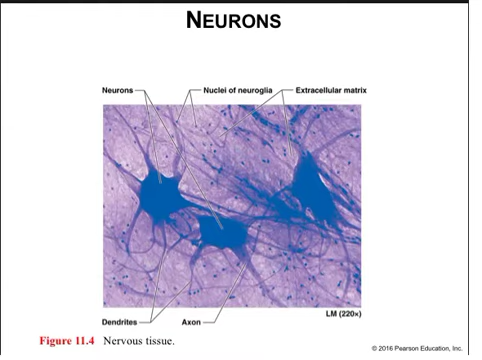 NEURONS
Neurons
Nuclei of neuroglia
Extracellular matrix
LM (220×)
Dendrites
Axon
Figure 11.4 Nervous tissue.
© 2016 Pearson Education, Inc.